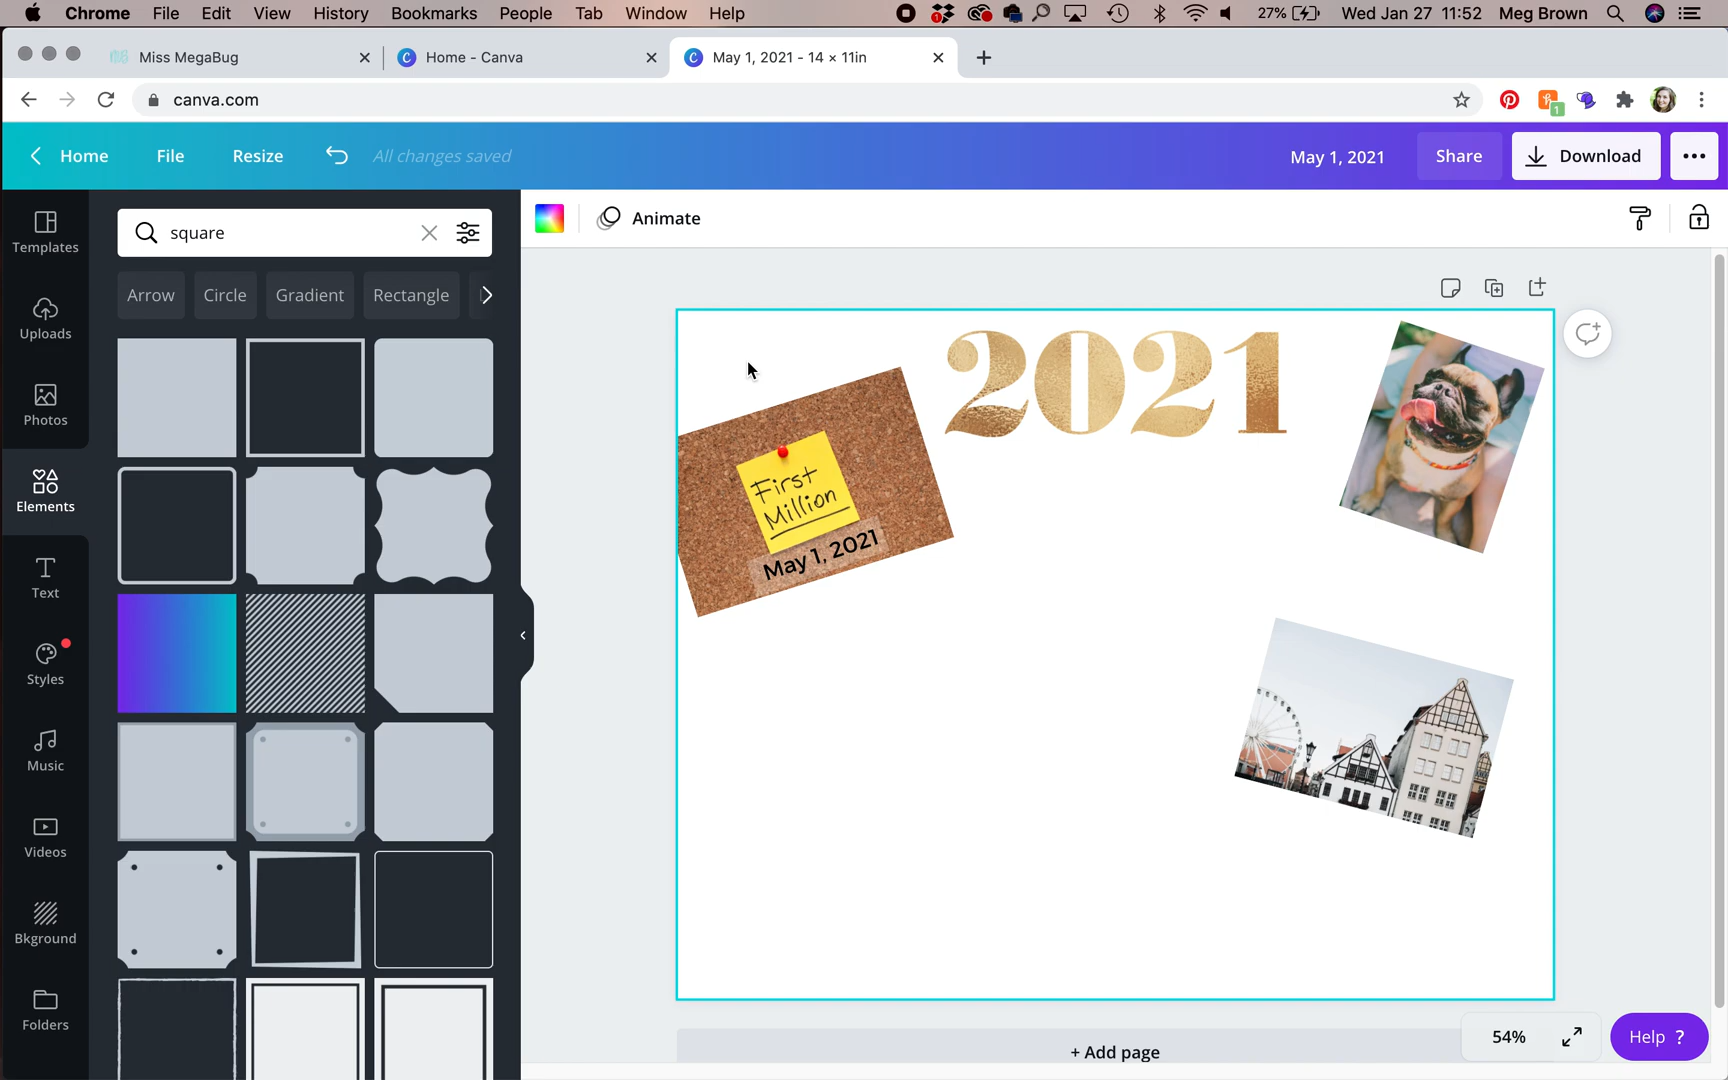 Chrome File Edit View History Bookmarks People Tab Window Help 1 27% Wed Jan 27 11:52 Meg Brown
Miss MegaBug Home - Canva May 1, 2021 - 14 × 11in
canva.com 1
Home File Resize All changes saved May 1, 2021 Share Download
Templates
Uploads
Photos
Elements
Text
Styles
Music
Videos
Bkground
Folders
square
Arrow Circle Gradient Rectangle
Animate
2021
First
Million
May 1, 2021
+ Add page
54%
Help ?